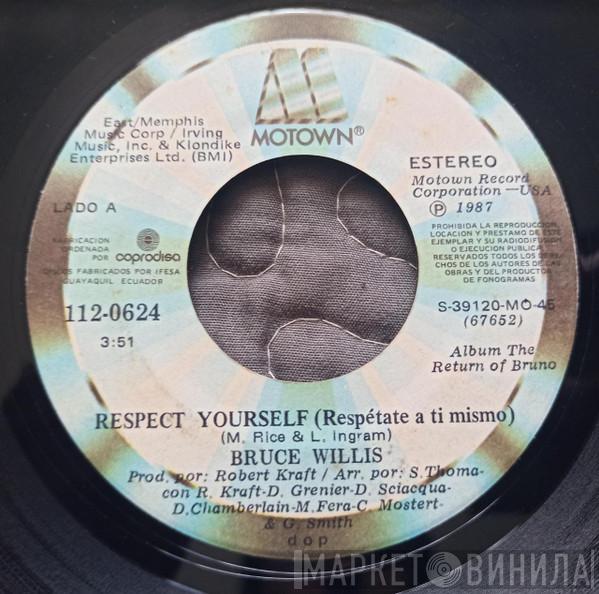 MOTOWN®
East/Memphis
Music Corp / Irving
Music, Inc. & Klondike
Enterprises Ltd. (BMI)
LADO A
FABRICACION
ORDENADA
POR
coprodisa
DISCOS FABRICADOS POR IFESA
GUAYAQUIL ECUADOR
112-0624
3:51
ESTEREO
Motown Record
Corporation —USA
Ⓟ 1987
PROHIBIDA LA REPRODUCCION,
LOCACION Y PRESTAMO DE ESTE
EJEMPLAR Y SU RADIODIFUSION
O EJECUCION PUBLICA
RESERVADOS TODOS LOS DERE-
CHOS DE LOS AUTORES DE LAS
OBRAS Y DEL PRODUCTOR
DE FONOGRAMAS
S-39120-MO-45
(67652)
Album The
Return of Bruno
RESPECT YOURSELF (Respétate a ti mismo)
(M. Rice & L. Ingram)
BRUCE WILLIS
Prod. por: Robert Kraft / Arr. por: S.Thoma-
con R. Kraft-D. Grenier-D. Sciacqua-
D.Chamberlain-M.Fera-C. Mostert-
& G. Smith
dop
МАРКЕТ ВИНИЛА